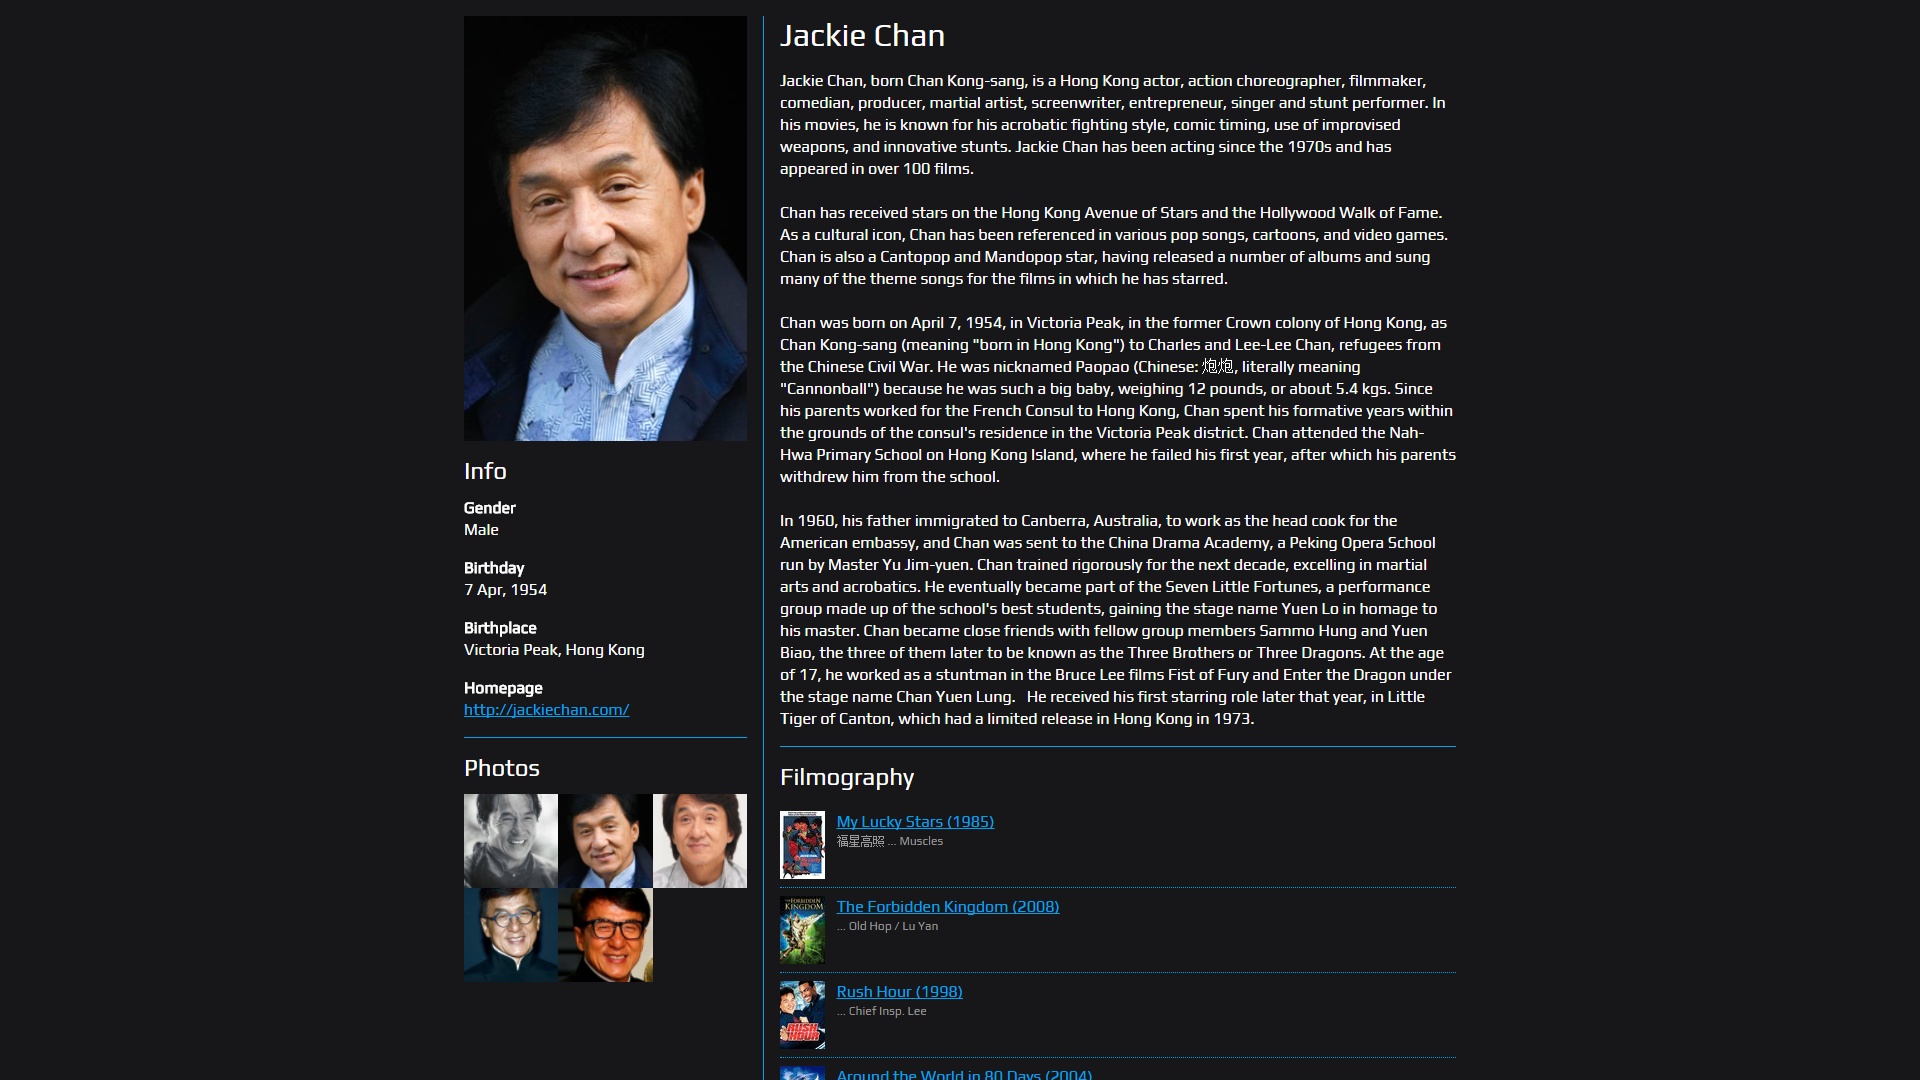 Jackie Chan
Jackie Chan, born Chan Kong-sang, is a Hong Kong actor, action choreographer, filmmaker,
comedian, producer, martial artist, screenwriter, entrepreneur, singer and stunt performer. In
his movies, he is known for his acrobatic fighting style, comic timing, use of improvised
weapons, and innovative stunts. Jackie Chan has been acting since the 1970s and has
appeared in over 100 films.
Chan has received stars on the Hong Kong Avenue of Stars and the Hollywood Walk of Fame.
As a cultural icon, Chan has been referenced in various pop songs, cartoons, and video games.
Chan is also a Cantopop and Mandopop star, having released a number of albums and sung
many of the theme songs for the films in which he has starred.
Chan was born on April 7, 1954, in Victoria Peak, in the former Crown colony of Hong Kong, as
Chan Kong-sang (meaning "born in Hong Kong") to Charles and Lee-Lee Chan, refugees from
the Chinese Civil War. He was nicknamed Paopao (Chinese: 炮炮, literally meaning
"Cannonball") because he was such a big baby, weighing 12 pounds, or about 5.4 kgs. Since
his parents worked for the French Consul to Hong Kong, Chan spent his formative years within
the grounds of the consul's residence in the Victoria Peak district. Chan attended the Nah-
Hwa Primary School on Hong Kong Island, where he failed his first year, after which his parents
withdrew him from the school.
In 1960, his father immigrated to Canberra, Australia, to work as the head cook for the
American embassy, and Chan was sent to the China Drama Academy, a Peking Opera School
run by Master Yu Jim-yuen. Chan trained rigorously for the next decade, excelling in martial
arts and acrobatics. He eventually became part of the Seven Little Fortunes, a performance
group made up of the school's best students, gaining the stage name Yuen Lo in homage to
his master. Chan became close friends with fellow group members Sammo Hung and Yuen
Biao, the three of them later to be known as the Three Brothers or Three Dragons. At the age
of 17, he worked as a stuntman in the Bruce Lee films Fist of Fury and Enter the Dragon under
the stage name Chan Yuen Lung. He received his first starring role later that year, in Little
Tiger of Canton, which had a limited release in Hong Kong in 1973.
Info
Gender
Male
Birthday
7 Apr, 1954
Birthplace
Victoria Peak, Hong Kong
Homepage
http://jackiechan.com/
Photos
Filmography
My Lucky Stars (1985)
福星高照 ... Muscles
The Forbidden Kingdom (2008)
... Old Hop / Lu Yan
FORBIDDEN
KINGDOM
Rush Hour (1998)
... Chief Insp. Lee
RUSH
HOUR
Around the World in 80 Days (2004)